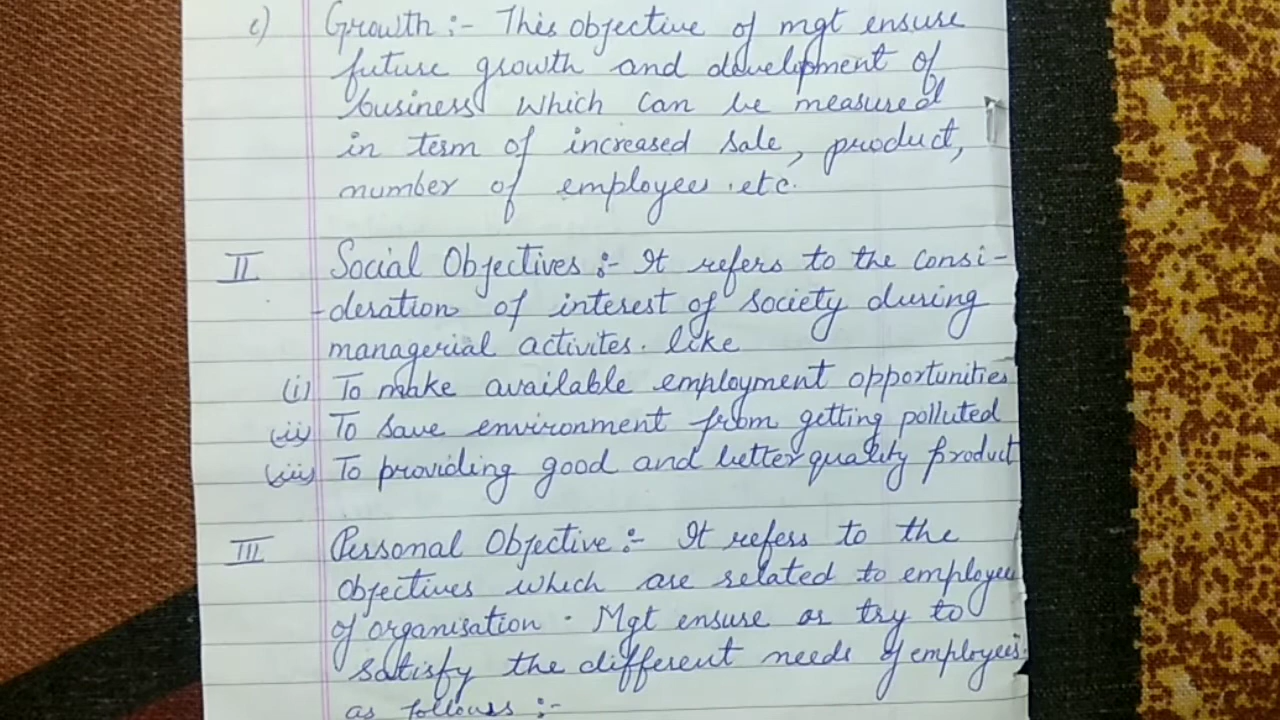 c) Growth :- This objective of mgt ensure
future growth and development of
business which can be measured
in term of increased sale, product,
number of employees etc.
II Social Objectives :- It refers to the consi-
-deration of interest of society during
managerial activites. like
(i) To make available employment opportunities
(ii) To save environment from getting polluted
(iii) To providing good and better quality product
III Personal Objective :- It refers to the
objectives which are related to employees
of organisation. Mgt ensure or try to
satisfy the different needs of employees
as follows :-